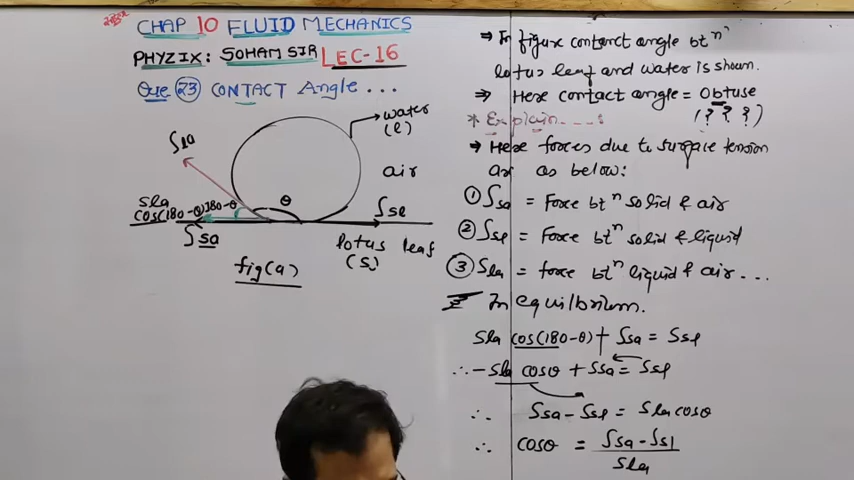 CHAP 10 FLUID MECHANICS
PHYZIX: SOHAM SIR LEC-16
Que 23 CONTACT Angle ...
water
(l)
Sla
air
θ
Sla
cos(180-θ) 180-θ
Ssl
Ssa
lotus leaf
(S)
fig(a)
⇒ In figure contact angle btⁿ
lotus leaf and water is shown.
⇒ Here contact angle = Obtuse
(? ? ?)
* Explain....:
→ Here forces due to surface tension
are as below:
① Ssa = Force btⁿ solid & air
② Ssl = Force btⁿ solid & liquid
③ Sla = force btⁿ liquid & air ...
In equilibrium.
Sla cos(180-θ) + Ssa = Ssl
∴ -Sla cosθ + Ssa = Ssl
∴ Ssa - Ssl = Sla cosθ
∴ cosθ = Ssa - Ssl
Sla